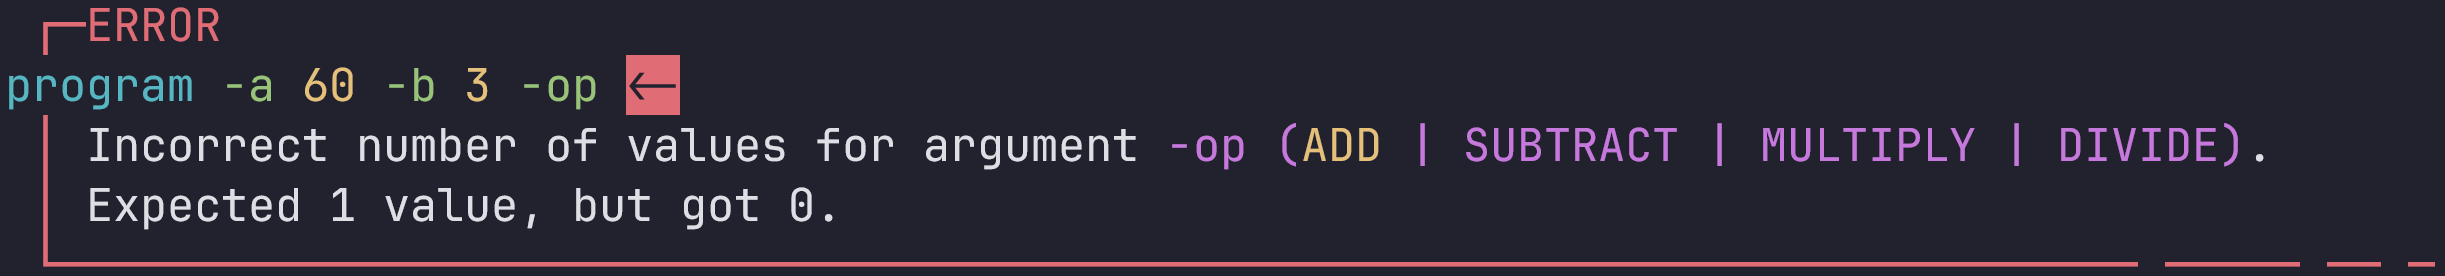 ERROR
program -a 60 -b 3 -op ←
Incorrect number of values for argument -op (ADD | SUBTRACT | MULTIPLY | DIVIDE).
Expected 1 value, but got 0.